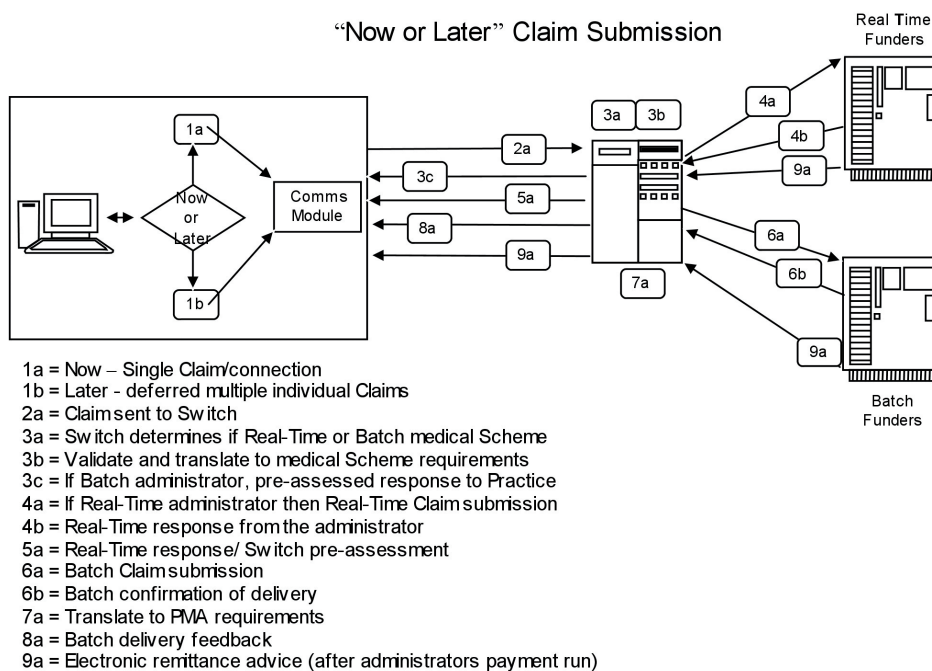 “Now or Later” Claim Submission
Real Time
Funders
1a
Now
or
Later
1b
Comms
Module
2a
3c
5a
8a
9a
3a
3b
7a
4a
4b
9a
6a
6b
9a
Batch
Funders
1a = Now – Single Claim/connection
1b = Later - deferred multiple individual Claims
2a = Claim sent to Switch
3a = Switch determines if Real-Time or Batch medical Scheme
3b = Validate and translate to medical Scheme requirements
3c = If Batch administrator, pre-assessed response to Practice
4a = If Real-Time administrator then Real-Time Claim submission
4b = Real-Time response from the administrator
5a = Real-Time response/ Switch pre-assessment
6a = Batch Claim submission
6b = Batch confirmation of delivery
7a = Translate to PMA requirements
8a = Batch delivery feedback
9a = Electronic remittance advice (after administrators payment run)